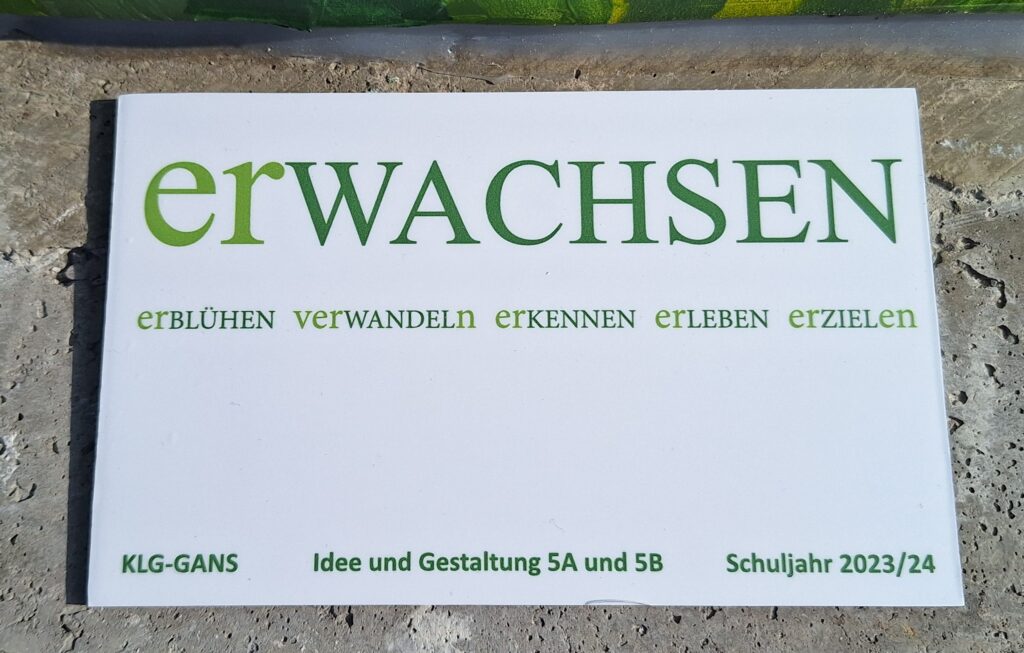 erWACHSEN
erBLÜHEN verWANDELn erKENNEN erLEBEN erZIELen
KLG-GANS Idee und Gestaltung 5A und 5B Schuljahr 2023/24